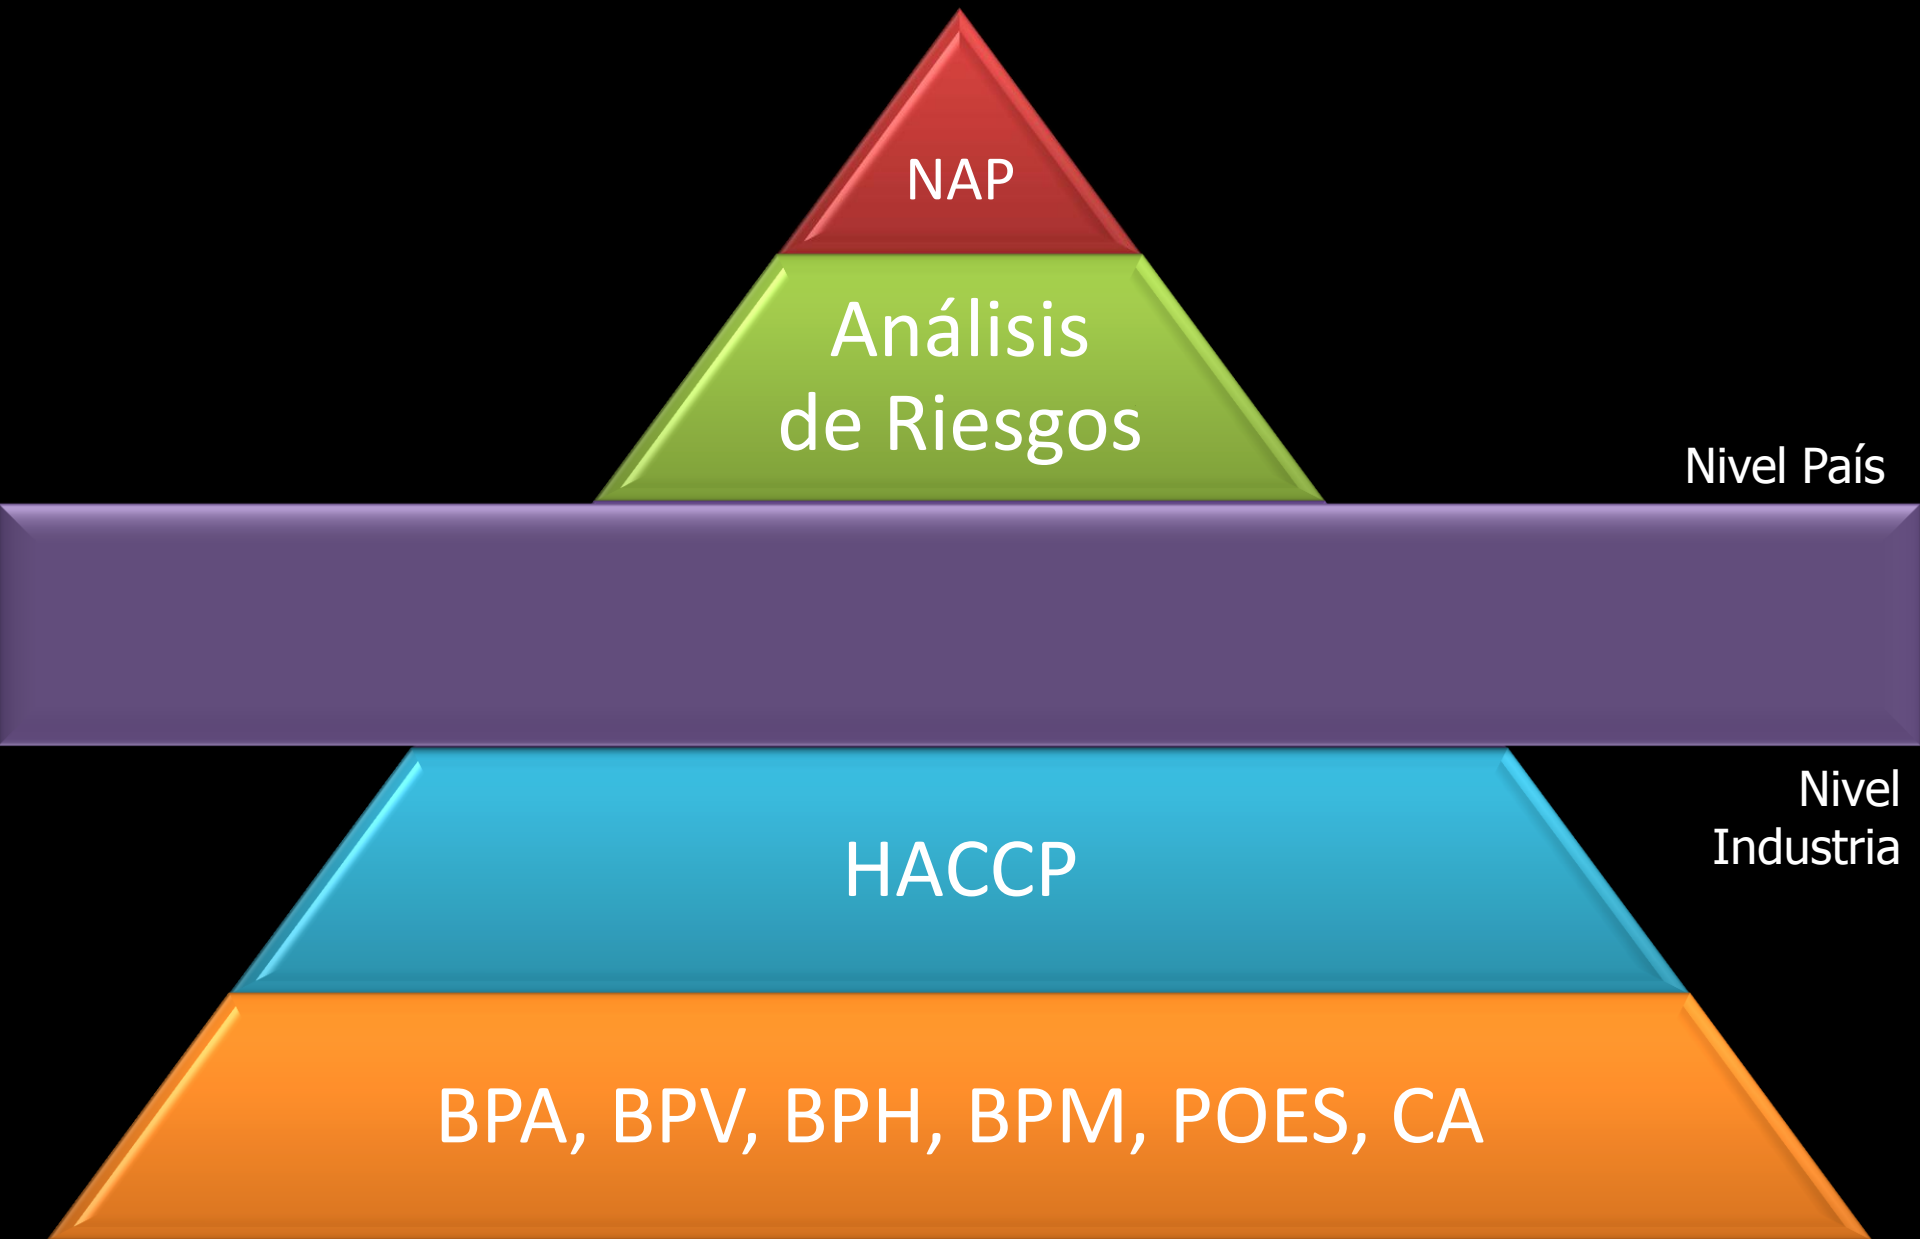 NAP
Análisis
de Riesgos
Nivel País
Nivel
Industria
HACCP
BPA, BPV, BPH, BPM, POES, CA